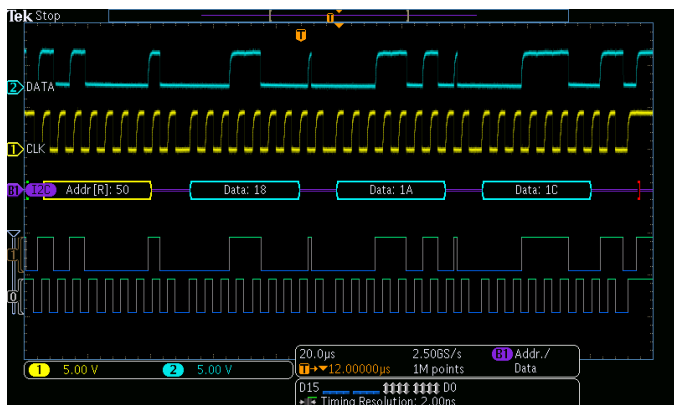 Tek Stop
T
T
2 DATA
1 CLK
B1 I2C Addr[R]: 50 Data: 18 Data: 1A Data: 1C
1
0
20.0µs 2.50GS/s B1 Addr./
T→▼12.00000µs 1M points Data
1 5.00 V 2 5.00 V
D15 D0
Timing Resolution: 2.00ns